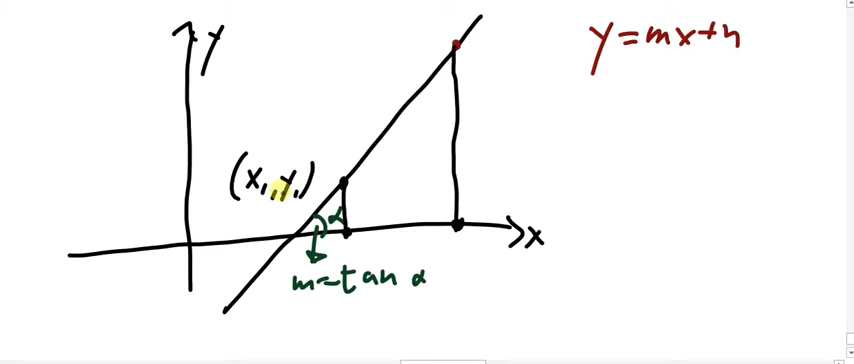 y
y=mx+n
(x₁,y₁)
α
x
m=tan α